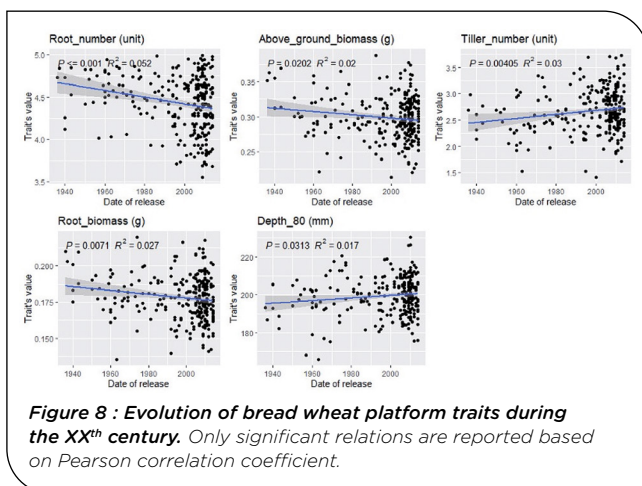 Root_number (unit)
P <= 0.001 R² = 0.052
5.0
4.5
4.0
3.5
Trait's value
1940 1960 1980 2000
Date of release
Above_ground_biomass (g)
P = 0.0202 R² = 0.02
0.35
0.30
0.25
Trait's value
1940 1960 1980 2000
Date of release
Tiller_number (unit)
P = 0.00405 R² = 0.03
3.5
3.0
2.5
2.0
1.5
Trait's value
1940 1960 1980 2000
Date of release
Root_biomass (g)
P = 0.0071 R² = 0.027
0.200
0.175
0.150
Trait's value
1940 1960 1980 2000
Date of release
Depth_80 (mm)
P = 0.0313 R² = 0.017
220
200
180
Trait's value
1940 1960 1980 2000
Date of release
Figure 8 : Evolution of bread wheat platform traits during
the XXth century. Only significant relations are reported based
on Pearson correlation coefficient.